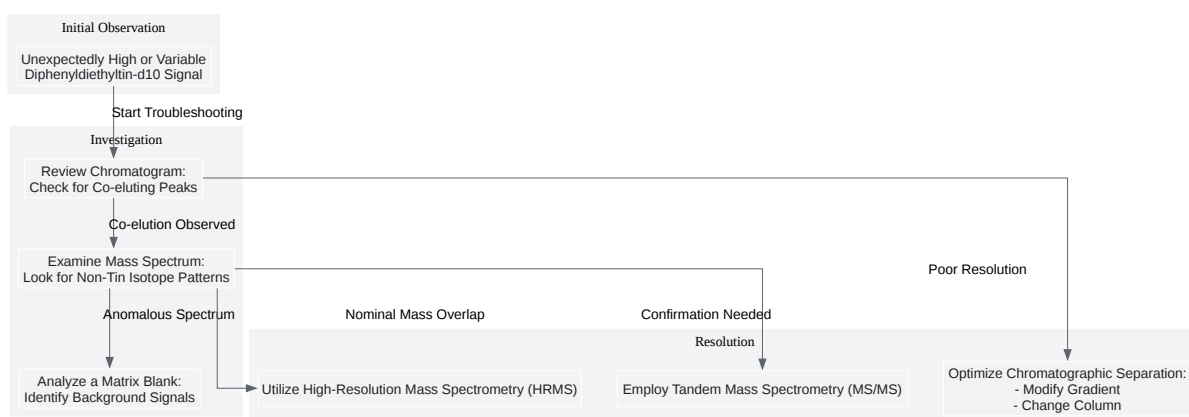 Initial Observation
Unexpectedly High or Variable
Diphenyldiethyltin-d10 Signal
Start Troubleshooting
Investigation
Review Chromatogram:
Check for Co-eluting Peaks
Co-elution Observed
Examine Mass Spectrum:
Look for Non-Tin Isotope Patterns
Poor Resolution
Anomalous Spectrum
Nominal Mass Overlap
Confirmation Needed
Resolution
Analyze a Matrix Blank:
Identify Background Signals
Utilize High-Resolution Mass Spectrometry (HRMS)
Employ Tandem Mass Spectrometry (MS/MS)
Optimize Chromatographic Separation:
- Modify Gradient
- Change Column